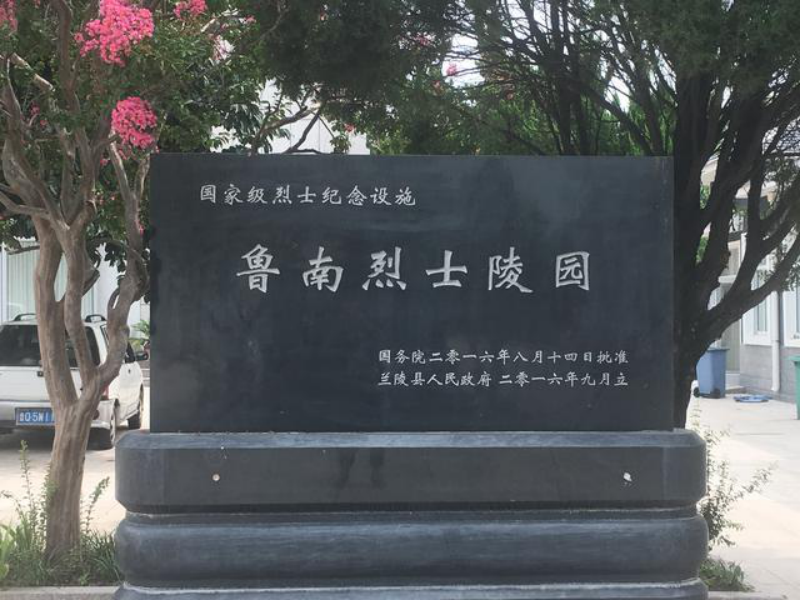 国家级烈士纪念设施
鲁南烈士陵园
国务院二零一六年八月十四日批准
兰陵县人民政府 二零一六年九月立